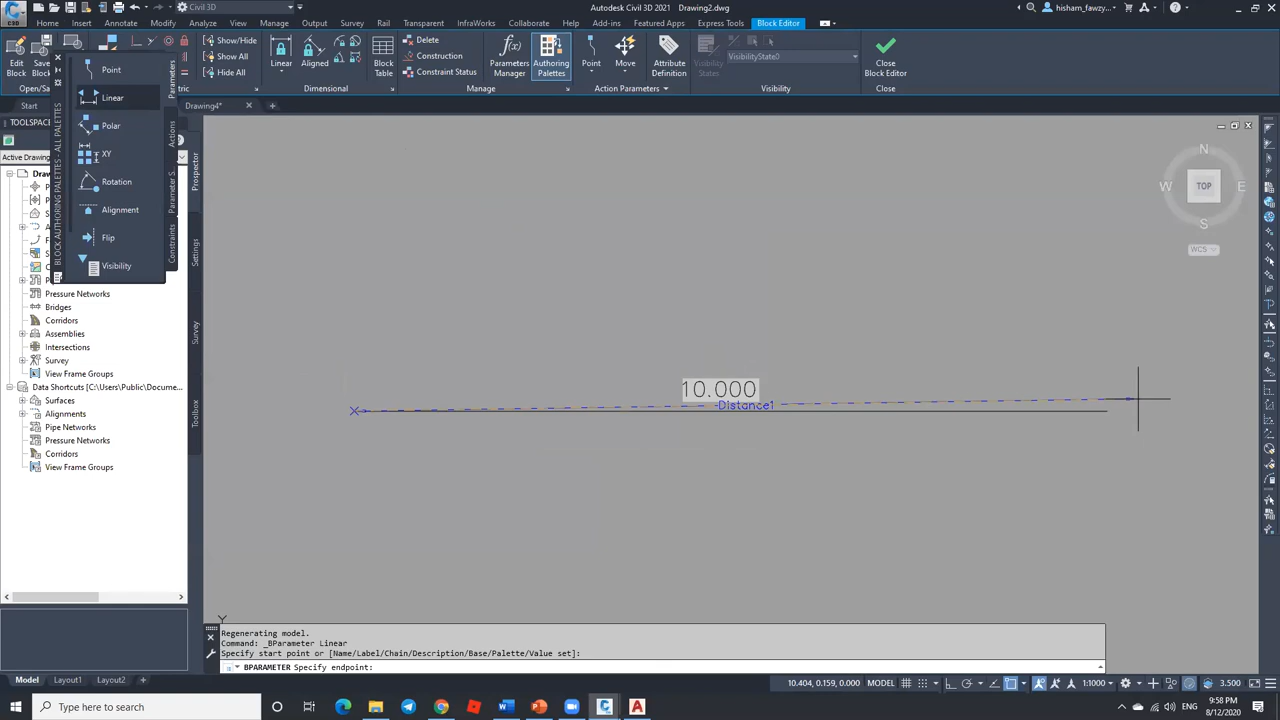 C3D
Civil 3D
Autodesk Civil 3D 2021 Drawing2.dwg
hisham_fawzy...
Home Insert Annotate Modify Analyze View Manage Output Survey Rail Transparent InfraWorks Collaborate Help Add-ins Featured Apps Express Tools Block Editor
Edit
Block
Save
Block
Show/Hide
Show All
Hide All
Linear
Aligned
Block
Table
Delete
Construction
Constraint Status
Parameters
Manager
Authoring
Palettes
Point
Move
Attribute
Definition
Visibility
States
VisibilityState0
Close
Block Editor
Dimensional
Manage
Action Parameters
Visibility
Close
Start
Drawing4*
TOOLSPACE
Active Drawing
BLOCK AUTHORING PALETTES - ALL PALETTES
Point
Linear
Polar
XY
Rotation
Alignment
Flip
Visibility
Parameters
Actions
Parameter S...
Constraints
Prospector
Settings
Survey
Toolbox
Pressure Networks
Bridges
Corridors
Assemblies
Intersections
Survey
View Frame Groups
Data Shortcuts [C:\Users\Public\Docume...
Surfaces
Alignments
Pipe Networks
Pressure Networks
Corridors
View Frame Groups
N
W TOP E
S
WCS
10.000
Distance1
Y
Regenerating model.
Command: _BParameter Linear
Specify start point or [Name/Label/Chain/Description/Base/Palette/Value set]:
BPARAMETER Specify endpoint:
Model Layout1 Layout2
10.404, 0.159, 0.000 MODEL
1:1000
3.500
Type here to search
9:58 PM
8/12/2020